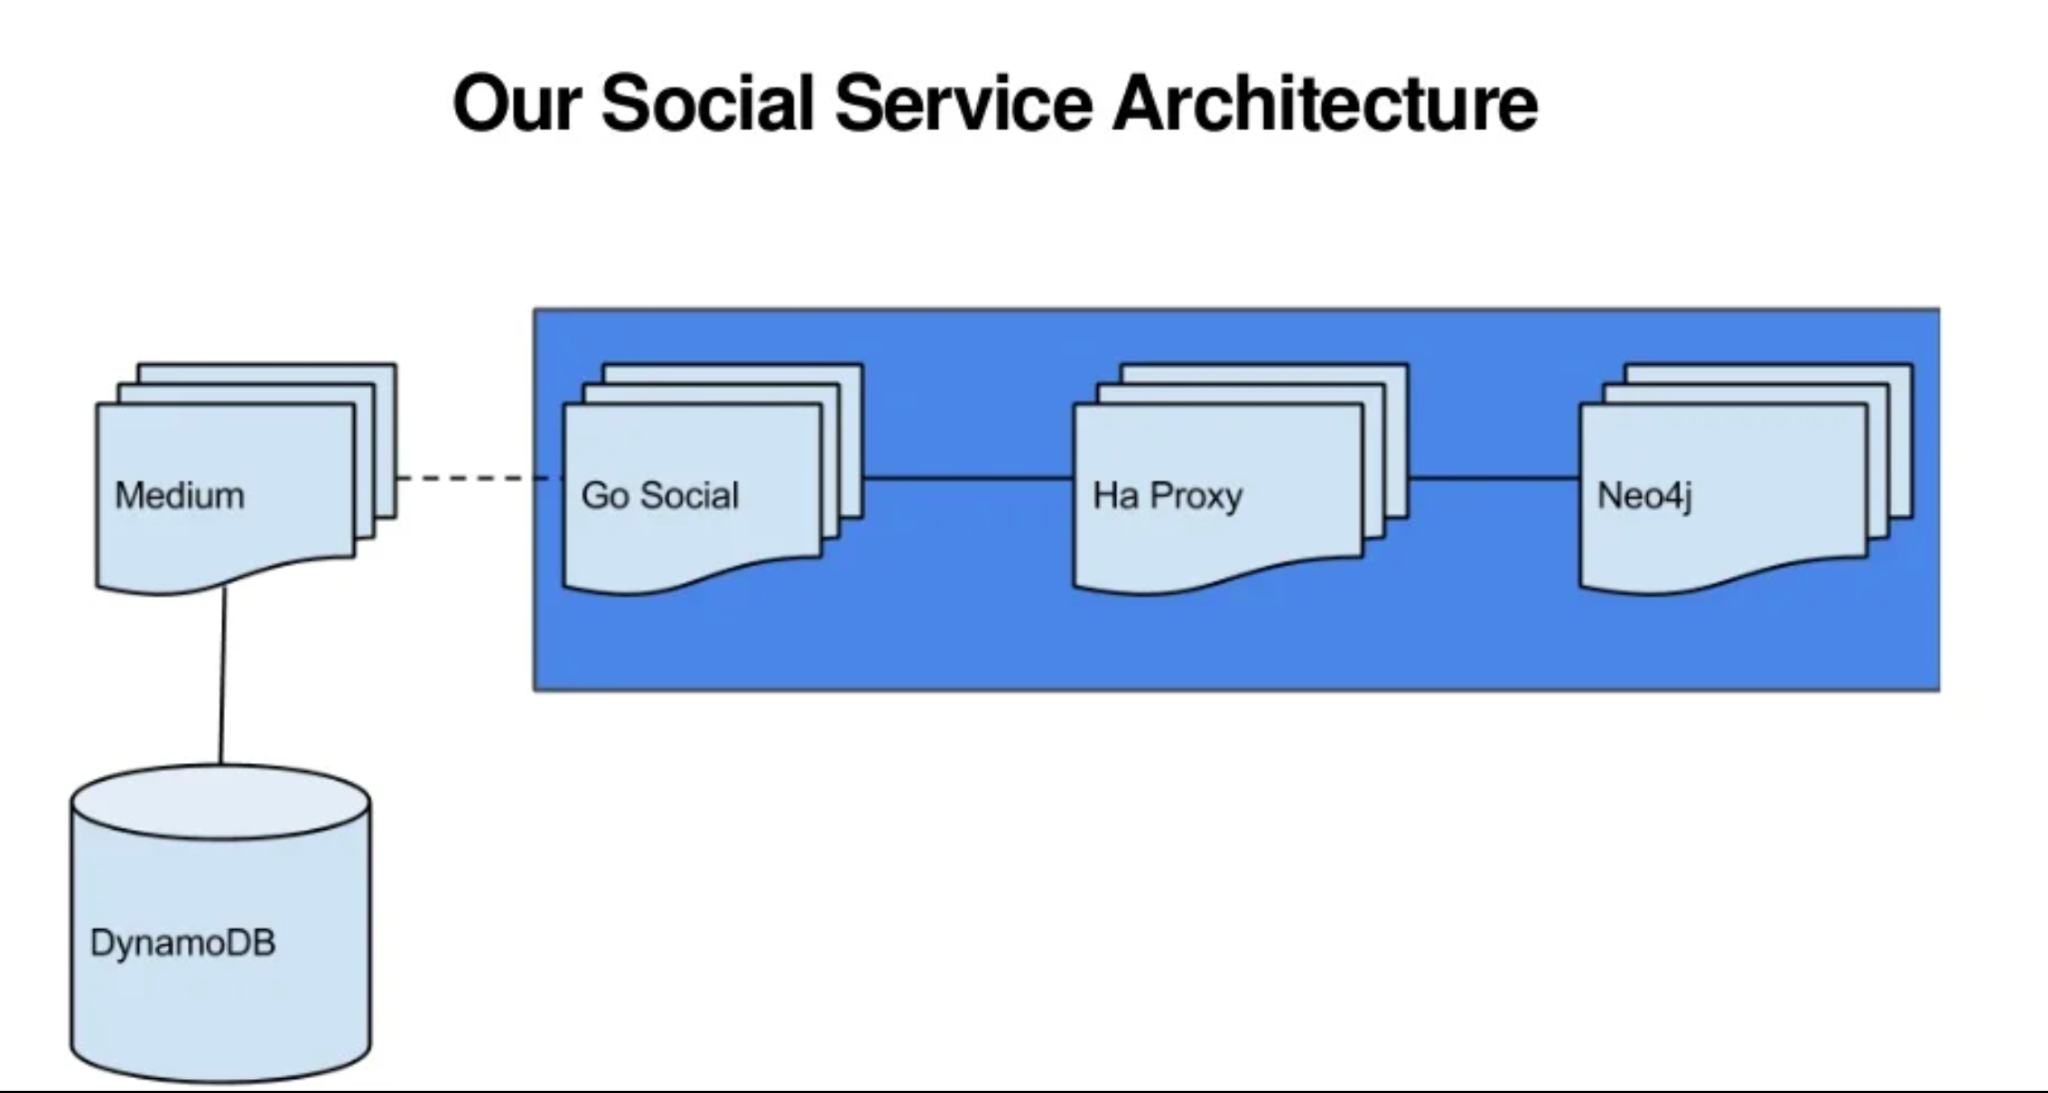 Our Social Service Architecture
Medium
Go Social
Ha Proxy
Neo4j
DynamoDB